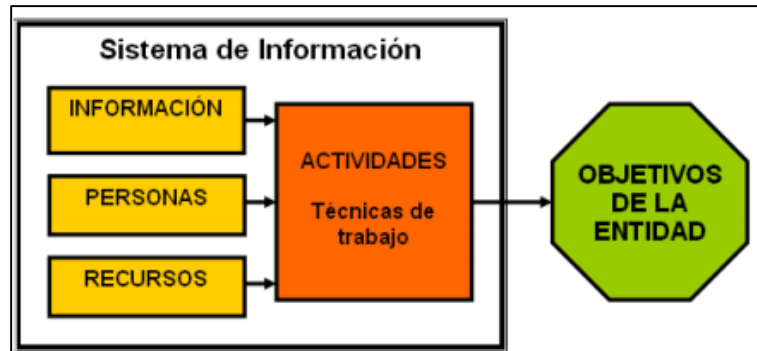 Sistema de Información
INFORMACIÓN
PERSONAS
RECURSOS
ACTIVIDADES
Técnicas de
trabajo
OBJETIVOS
DE LA
ENTIDAD